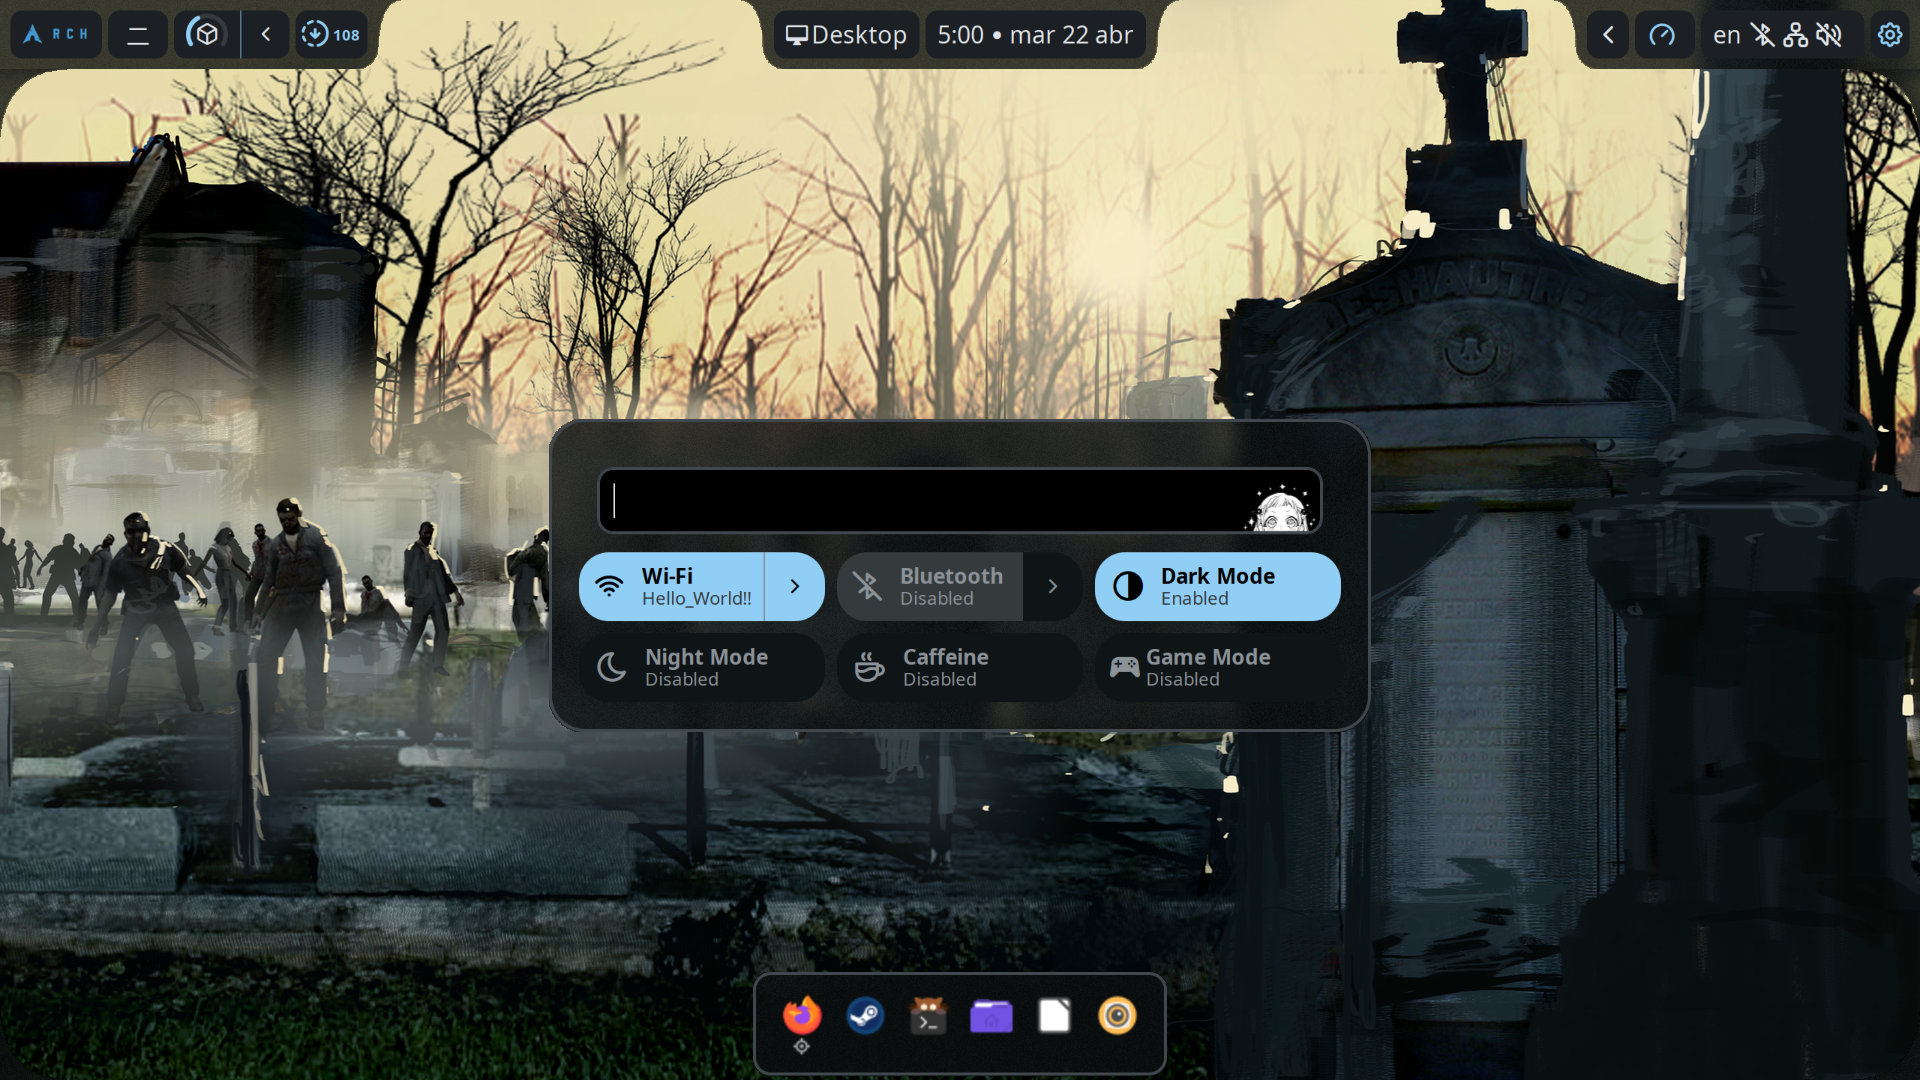 ARCH
108
Desktop
5:00 • mar 22 abr
en
DESHAUTRE
Wi-Fi
Hello_World!!
Bluetooth
Disabled
Dark Mode
Enabled
Night Mode
Disabled
Caffeine
Disabled
Game Mode
Disabled